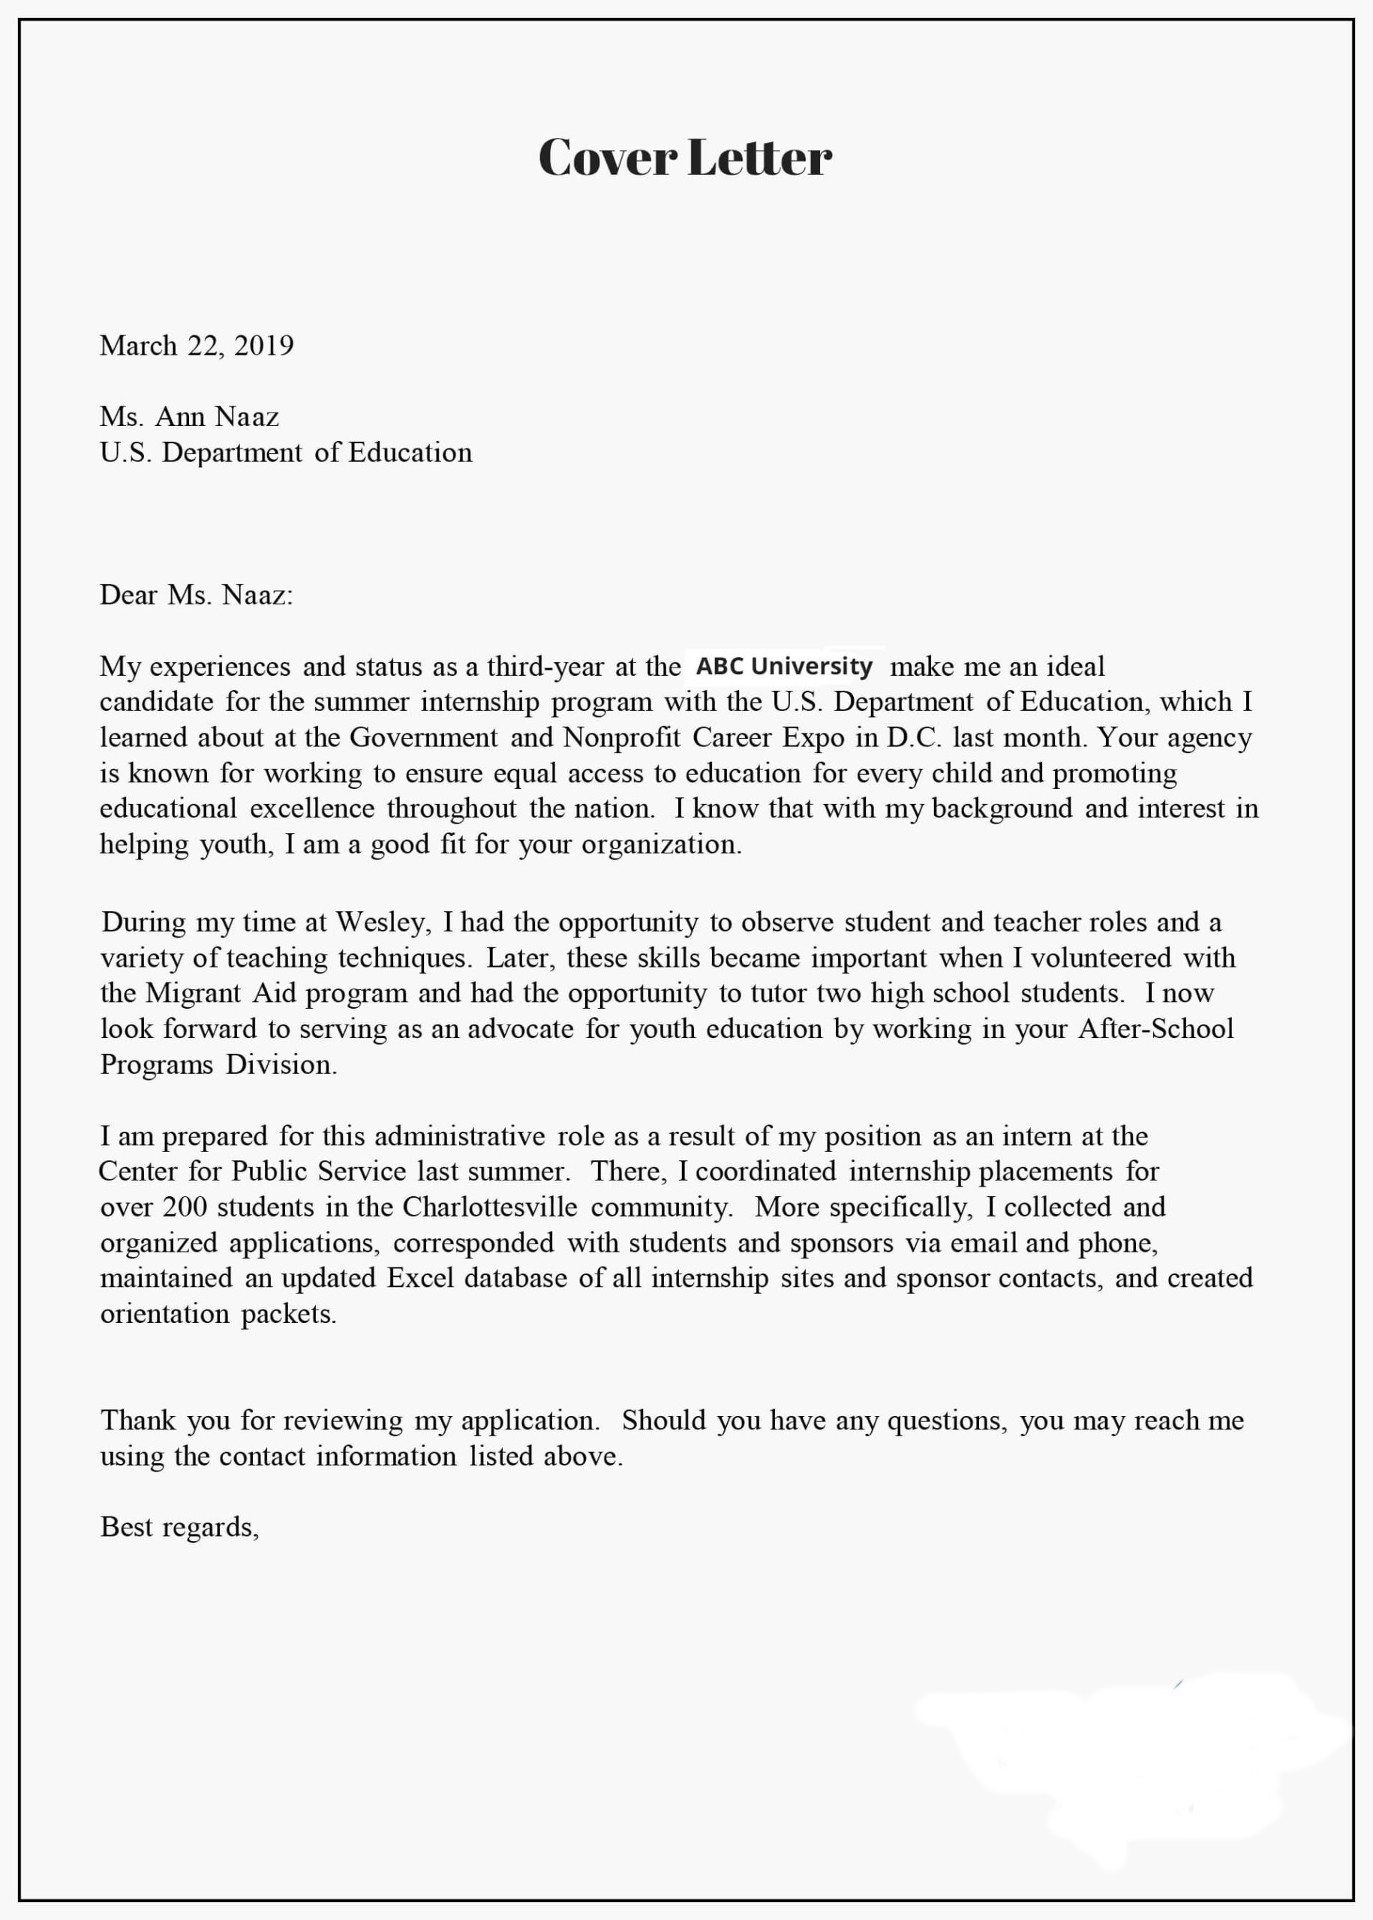 Cover Letter
March 22, 2019
Ms. Ann Naaz
U.S. Department of Education
Dear Ms. Naaz:
My experiences and status as a third-year at the ABC University make me an ideal
candidate for the summer internship program with the U.S. Department of Education, which I
learned about at the Government and Nonprofit Career Expo in D.C. last month. Your agency
is known for working to ensure equal access to education for every child and promoting
educational excellence throughout the nation. I know that with my background and interest in
helping youth, I am a good fit for your organization.
During my time at Wesley, I had the opportunity to observe student and teacher roles and a
variety of teaching techniques. Later, these skills became important when I volunteered with
the Migrant Aid program and had the opportunity to tutor two high school students. I now
look forward to serving as an advocate for youth education by working in your After-School
Programs Division.
I am prepared for this administrative role as a result of my position as an intern at the
Center for Public Service last summer. There, I coordinated internship placements for
over 200 students in the Charlottesville community. More specifically, I collected and
organized applications, corresponded with students and sponsors via email and phone,
maintained an updated Excel database of all internship sites and sponsor contacts, and created
orientation packets.
Thank you for reviewing my application. Should you have any questions, you may reach me
using the contact information listed above.
Best regards,